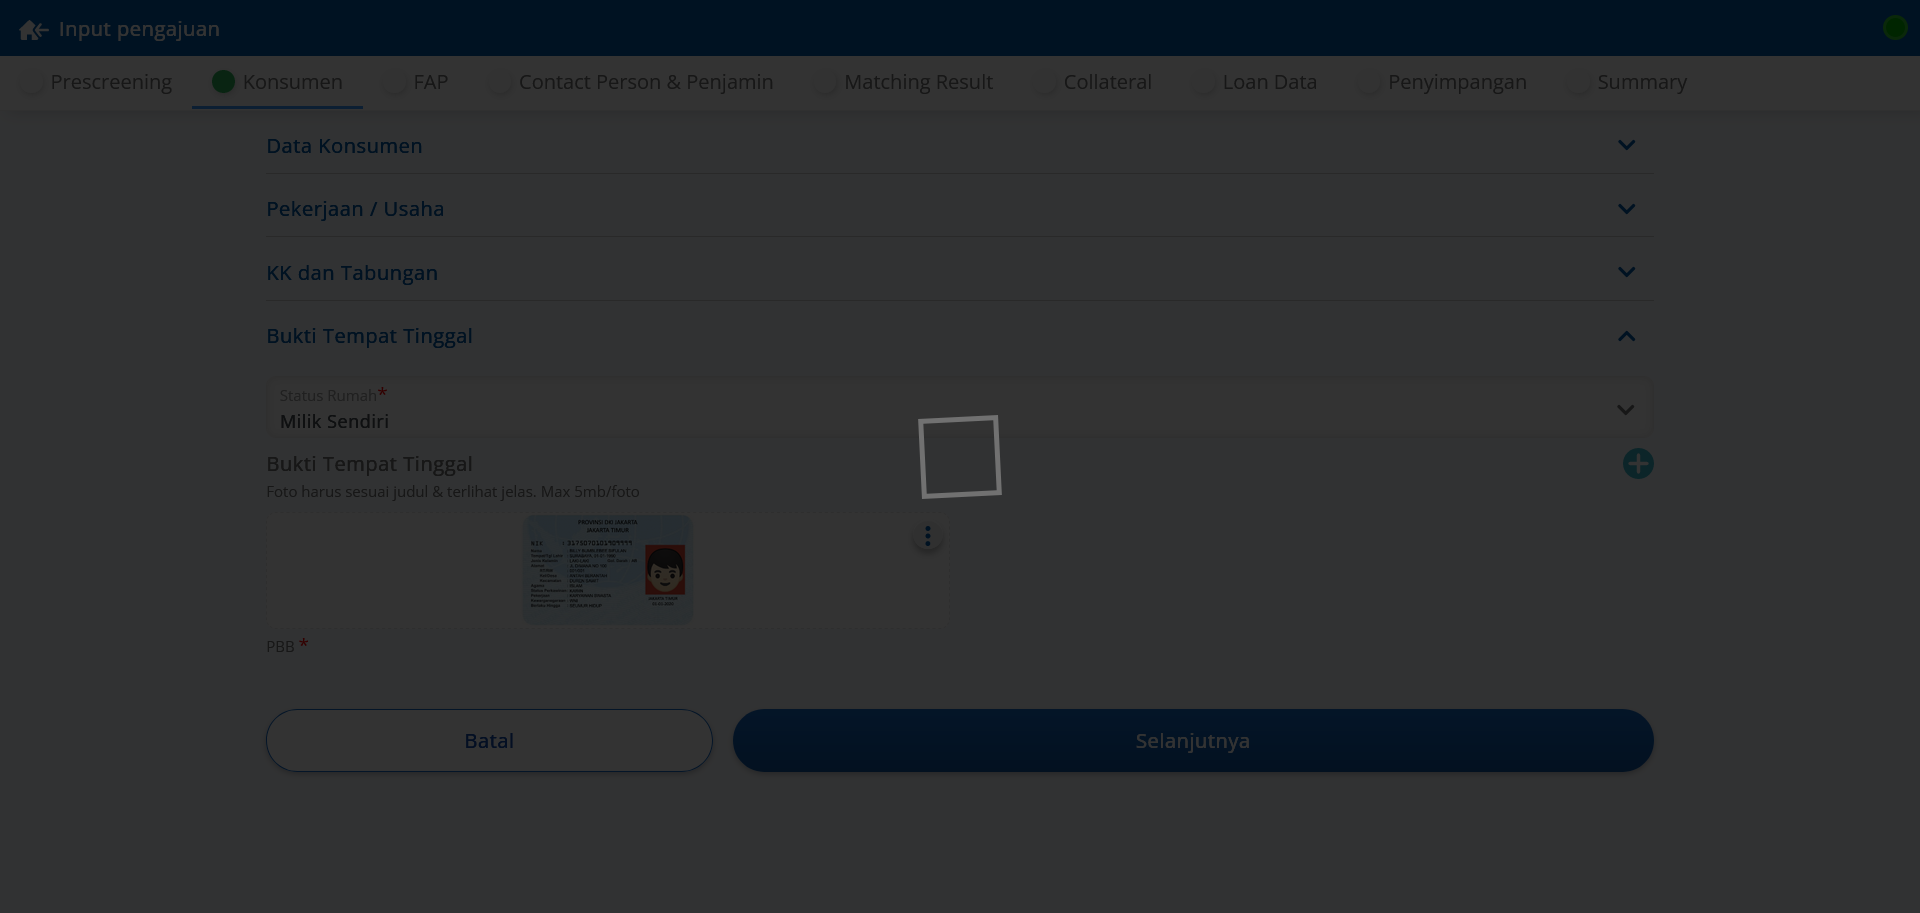 Input pengajuan
Prescreening Konsumen FAP Contact Person & Penjamin Matching Result Collateral Loan Data Penyimpangan Summary
Data Konsumen
Pekerjaan / Usaha
KK dan Tabungan
Bukti Tempat Tinggal
Status Rumah*
Milik Sendiri
Bukti Tempat Tinggal
Foto harus sesuai judul & terlihat jelas. Max 5mb/foto
PROVINSI DKI JAKARTA
JAKARTA TIMUR
NIK
PBB *
Batal Selanjutnya